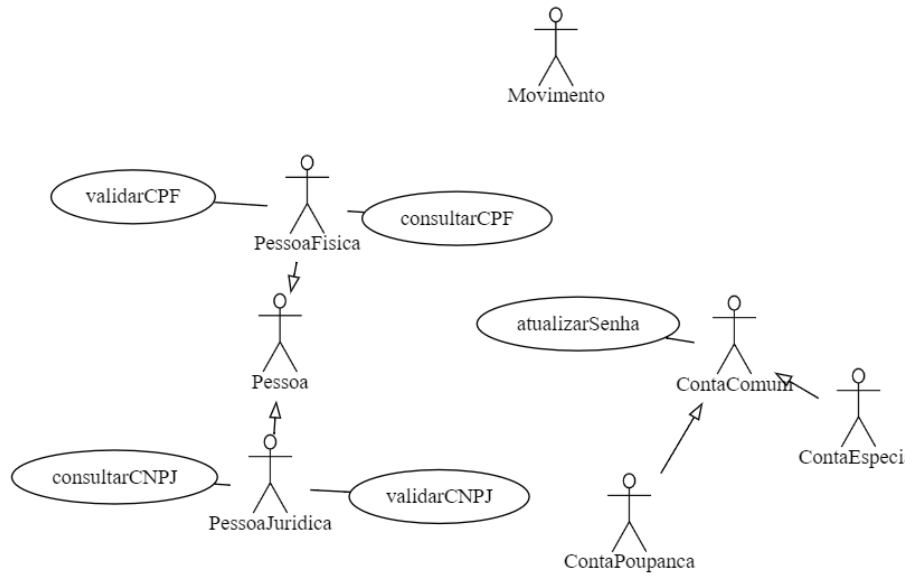 Movimento
validarCPF
consultarCPF
PessoaFisica
Pessoa
atualizarSenha
ContaComum
ContaEspeci
consultarCNPJ
validarCNPJ
PessoaJuridica
ContaPoupanca